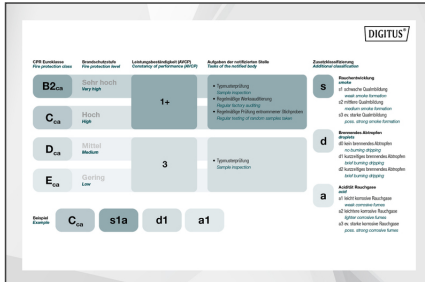 DIGITUS®
CPR Euroklasse
Fire protection class
Brandschutzstufe
Fire protection level
Leistungsbeständigkeit (AVCP)
Constancy of performance (AVCP)
Aufgaben der notifizierten Stelle
Tasks of the notified body
Zusatzklassifizierung
Additional classification
B2ca
Sehr hoch
Very high
Cca
Hoch
High
1+
• Typmusterprüfung
Sample inspection
• Regelmäßige Werksauditierung
Regular factory auditing
• Regelmäßige Prüfung entnommener Stichproben
Regular testing of random samples taken
Dca
Mittel
Medium
Eca
Gering
Low
3
• Typmusterprüfung
Sample inspection
s
Rauchentwicklung
smoke
s1 schwache Qualmbildung
weak smoke formation
s2 mittlere Qualmbildung
medium smoke formation
s3 ev. starke Qualmbildung
poss. strong smoke formation
d
Brennendes Abtropfen
droplets
d0 kein brennendes Abtropfen
no burning dripping
d1 kurzzeitiges brennendes Abtropfen
brief burning dripping
d2 kurzzeitiges brennendes Abtropfen
brief burning dripping
a
Acidität Rauchgase
acid
a1 leicht korrosive Rauchgase
weak corrosive fumes
a2 leichtere korrosive Rauchgase
lighter corrosive fumes
a3 ev. starke korrosive Rauchgase
poss. strong corrosive fumes
Beispiel
Example
Cca
s1a
d1
a1